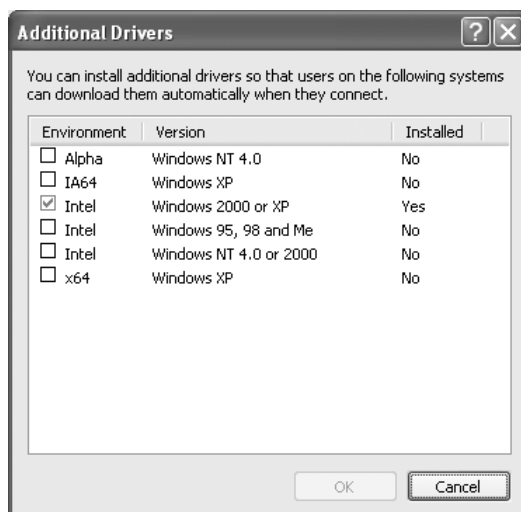 Additional Drivers
You can install additional drivers so that users on the following systems
can download them automatically when they connect.
Environment Version Installed
Alpha Windows NT 4.0 No
IA64 Windows XP No
Intel Windows 2000 or XP Yes
Intel Windows 95, 98 and Me No
Intel Windows NT 4.0 or 2000 No
x64 Windows XP No
OK Cancel